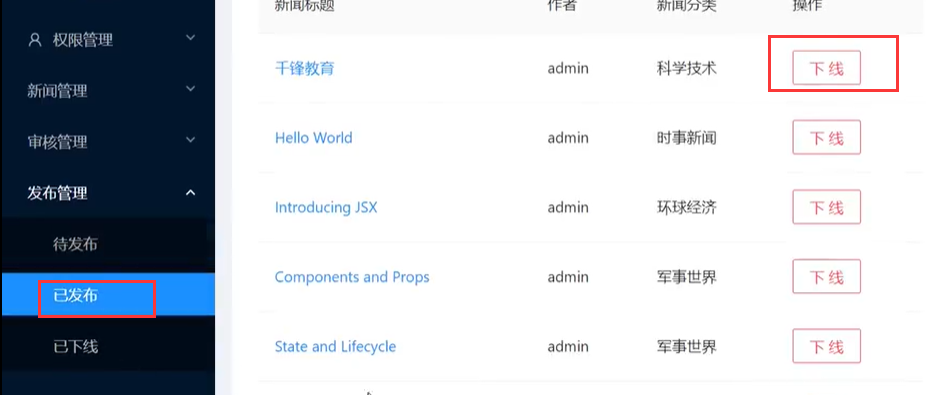 权限管理
新闻管理
审核管理
发布管理
待发布
已发布
已下线
新闻标题 作者 新闻分类 操作
千锋教育 admin 科学技术 下线
Hello World admin 时事新闻 下线
Introducing JSX admin 环球经济 下线
Components and Props admin 军事世界 下线
State and Lifecycle admin 军事世界 下线